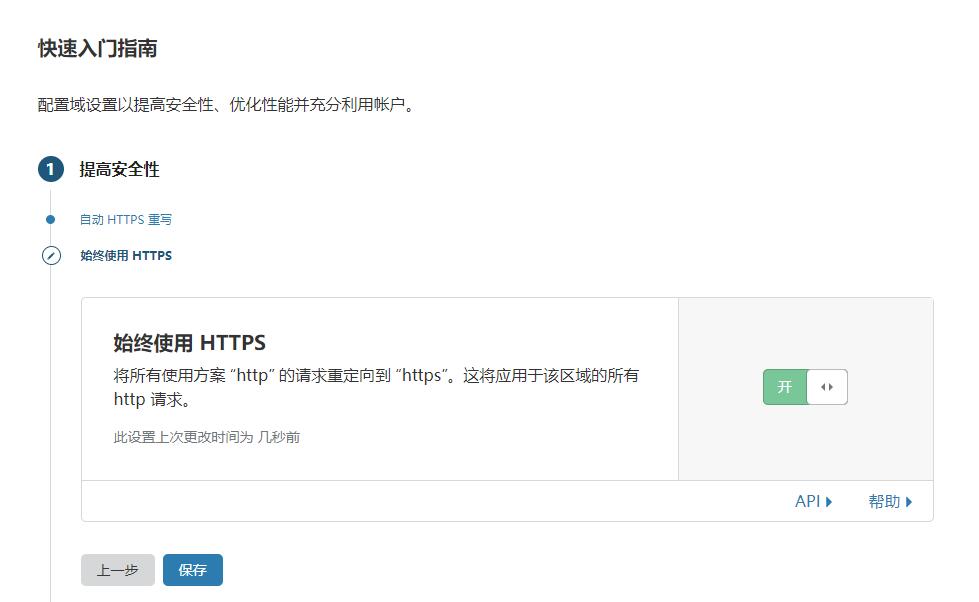 快速入门指南
配置域设置以提高安全性、优化性能并充分利用帐户。
1 提高安全性
自动 HTTPS 重写
始终使用 HTTPS
始终使用 HTTPS
将所有使用方案 “http” 的请求重定向到 “https”。这将应用于该区域的所有
http 请求。
开
此设置上次更改时间为 几秒前
API 帮助
上一步 保存